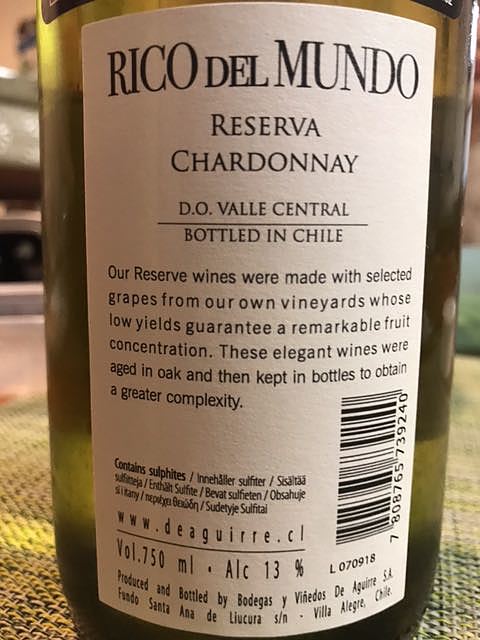 RICO DEL MUNDO
RESERVA
CHARDONNAY
D.O. VALLE CENTRAL
BOTTLED IN CHILE
Our Reserve wines were made with selected
grapes from our own vineyards whose
low yields guarantee a remarkable fruit
concentration. These elegant wines were
aged in oak and then kept in bottles to obtain
a greater complexity.
Contains sulphites / Innehåller sulfiter / Sisältää
sulfiitteja / Enthält Sulfite / Bevat sulfieten / Obsahuje
siřičitany / περιέχει θειώδη / Sudetyje Sulfitai
7 808765 739240
www.deaguirre.cl
Vol.750 ml • Alc 13 %
L 070918
Produced and Bottled by Bodegas y Viñedos De Aguirre S.A.
Fundo Santa Ana de Liucura s/n - Villa Alegre, Chile.